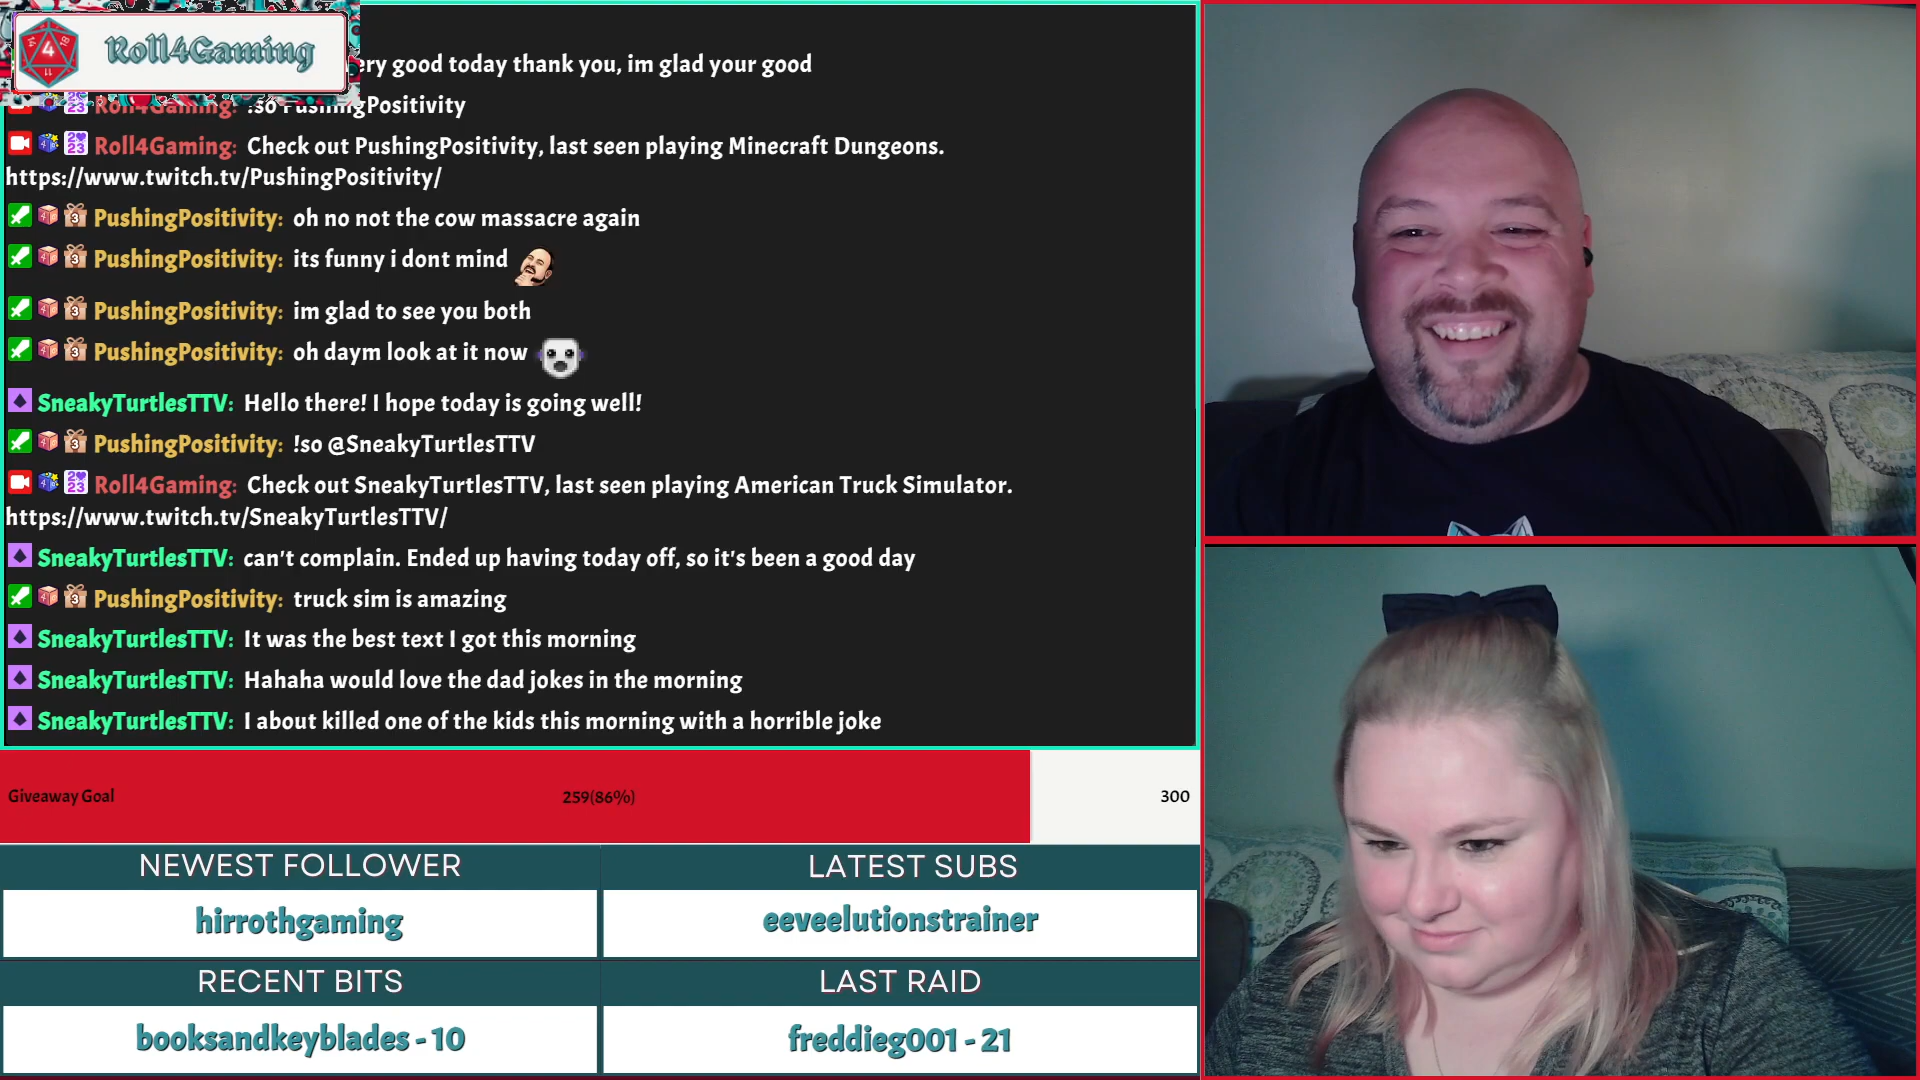 Roll4Gaming
ery good today thank you, im glad your good
Roll4Gaming: !so PushingPositivity
Roll4Gaming: Check out PushingPositivity, last seen playing Minecraft Dungeons.
https://www.twitch.tv/PushingPositivity/
PushingPositivity: oh no not the cow massacre again
PushingPositivity: its funny i dont mind
PushingPositivity: im glad to see you both
PushingPositivity: oh daym look at it now
SneakyTurtlesTTV: Hello there! I hope today is going well!
PushingPositivity: !so @SneakyTurtlesTTV
Roll4Gaming: Check out SneakyTurtlesTTV, last seen playing American Truck Simulator.
https://www.twitch.tv/SneakyTurtlesTTV/
SneakyTurtlesTTV: can't complain. Ended up having today off, so it's been a good day
PushingPositivity: truck sim is amazing
SneakyTurtlesTTV: It was the best text I got this morning
SneakyTurtlesTTV: Hahaha would love the dad jokes in the morning
SneakyTurtlesTTV: I about killed one of the kids this morning with a horrible joke
Giveaway Goal 259(86%) 300
NEWEST FOLLOWER
hirrothgaming
LATEST SUBS
eeveelutionstrainer
RECENT BITS
booksandkeyblades - 10
LAST RAID
freddieg001 - 21